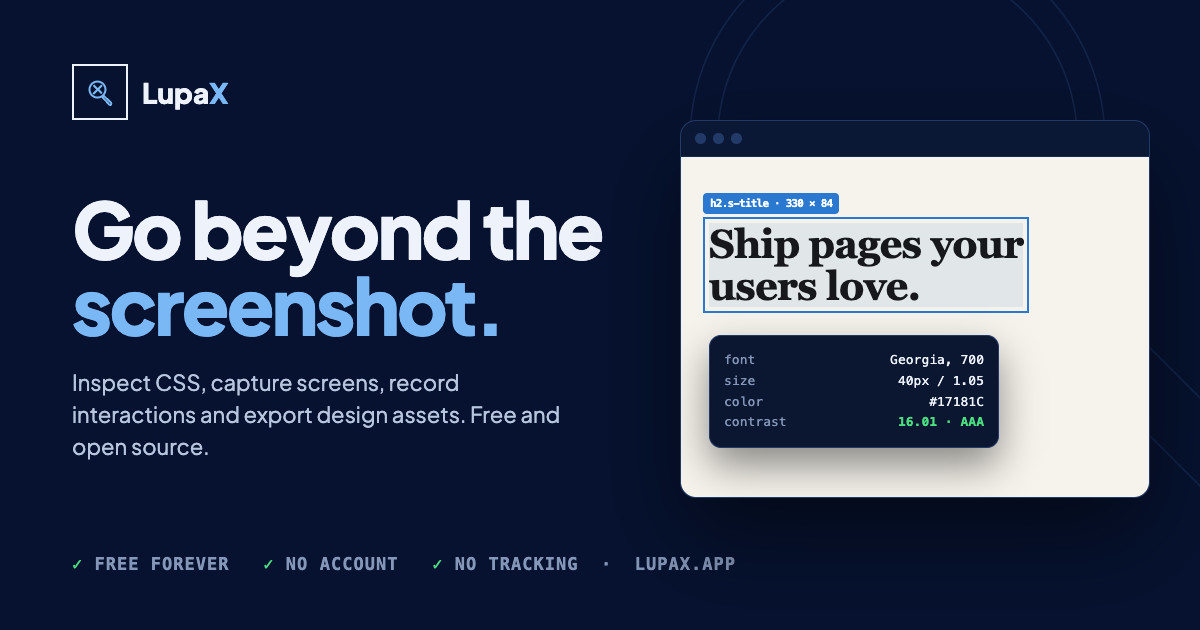 LupaX
Go beyond the
screenshot.
Inspect CSS, capture screens, record
interactions and export design assets. Free and
open source.
h2.s-title · 330 × 84
Ship pages your
users love.
font Georgia, 700
size 40px / 1.05
color #17181C
contrast 16.01 · AAA
✓ FREE FOREVER ✓ NO ACCOUNT ✓ NO TRACKING · LUPAX.APP